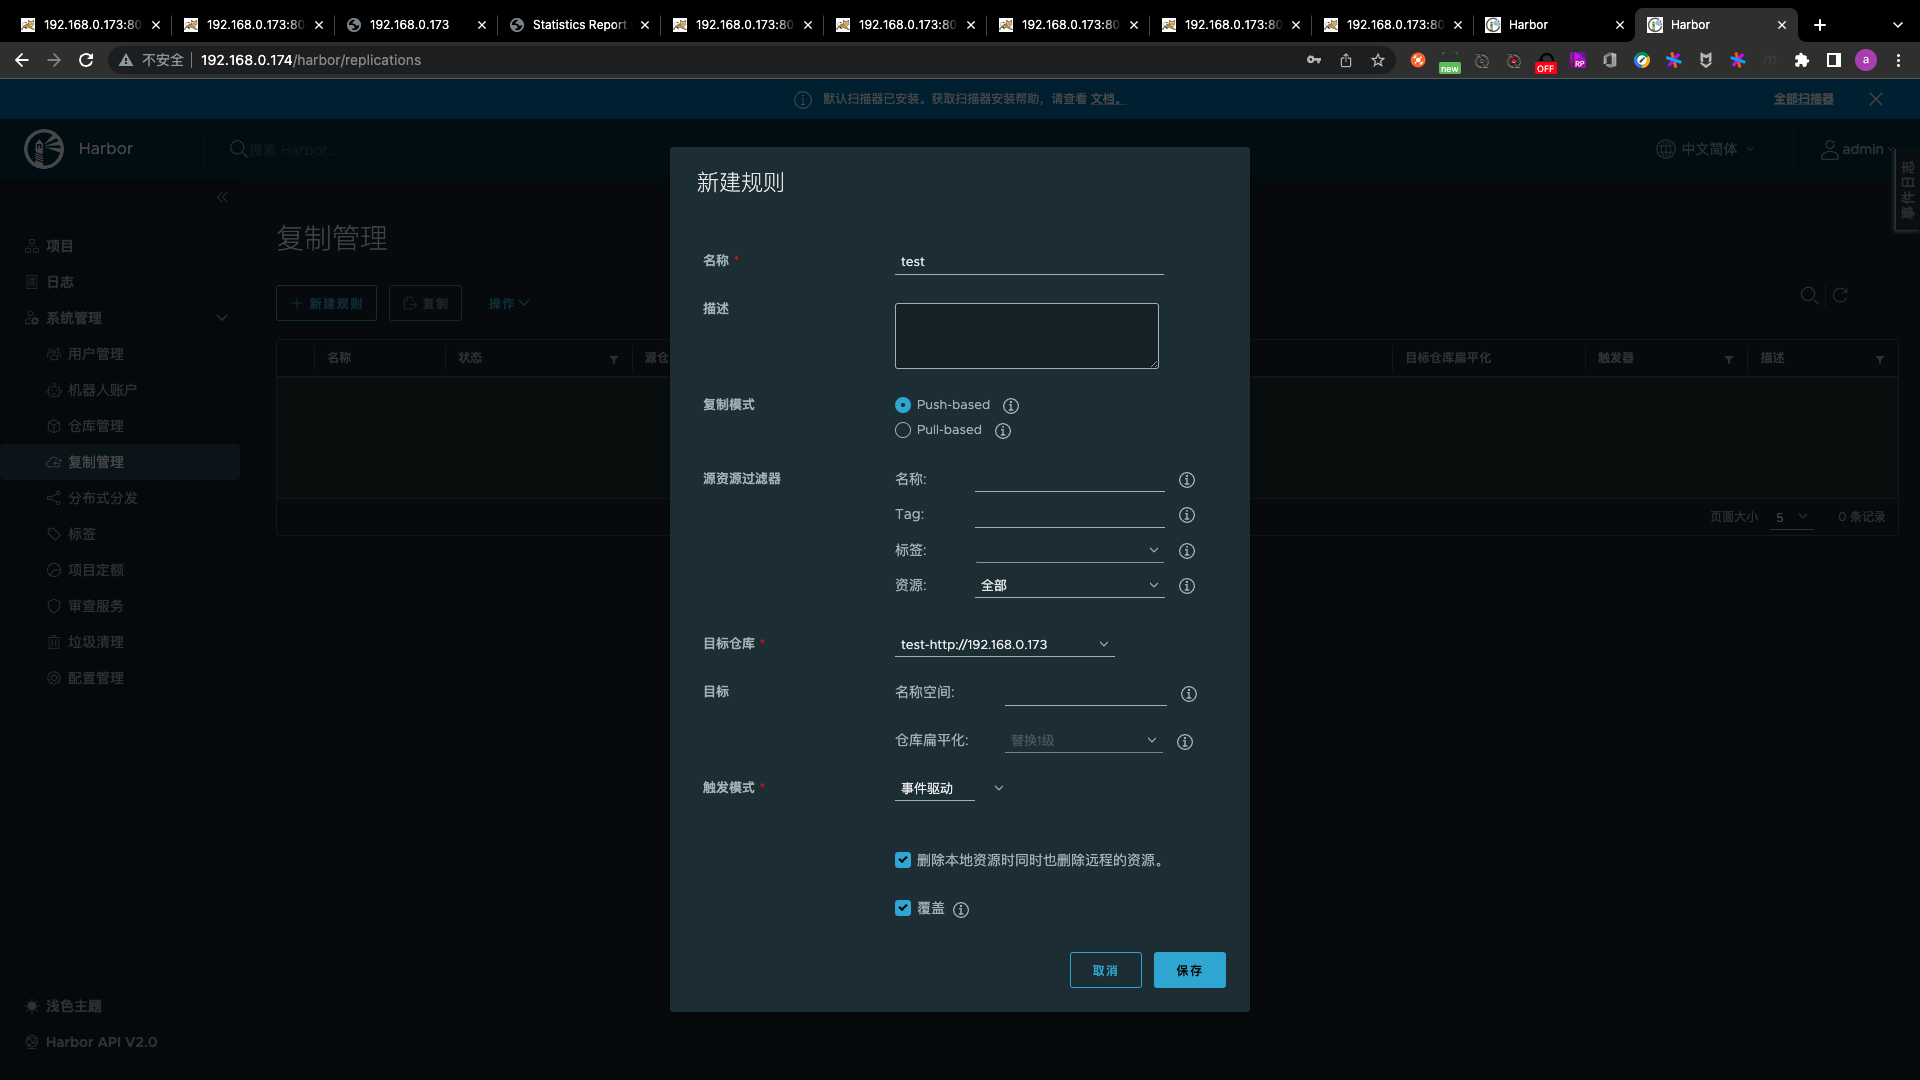 192.168.0.173:80
192.168.0.173:80
192.168.0.173
Statistics Report
192.168.0.173:80
192.168.0.173:80
192.168.0.173:80
192.168.0.173:80
192.168.0.173:80
Harbor
Harbor
不安全
192.168.0.174/harbor/replications
new
OFF
RP
a
默认扫描器已安装。获取扫描器安装帮助，请查看 文档。
全部扫描器
Harbor
搜索 Harbor...
中文简体
admin
事件日志
项目
日志
系统管理
用户管理
机器人账户
仓库管理
复制管理
分布式分发
标签
项目定额
审查服务
垃圾清理
配置管理
浅色主题
Harbor API V2.0
复制管理
新建规则
复制
操作
名称
状态
源仓
目标仓库扁平化
触发器
描述
页面大小
5
0 条记录
新建规则
名称 *
test
描述
复制模式
Push-based
Pull-based
源资源过滤器
名称:
Tag:
标签:
资源:
全部
目标仓库 *
test-http://192.168.0.173
目标
名称空间:
仓库扁平化:
替换1级
触发模式 *
事件驱动
删除本地资源时同时也删除远程的资源。
覆盖
取消
保存